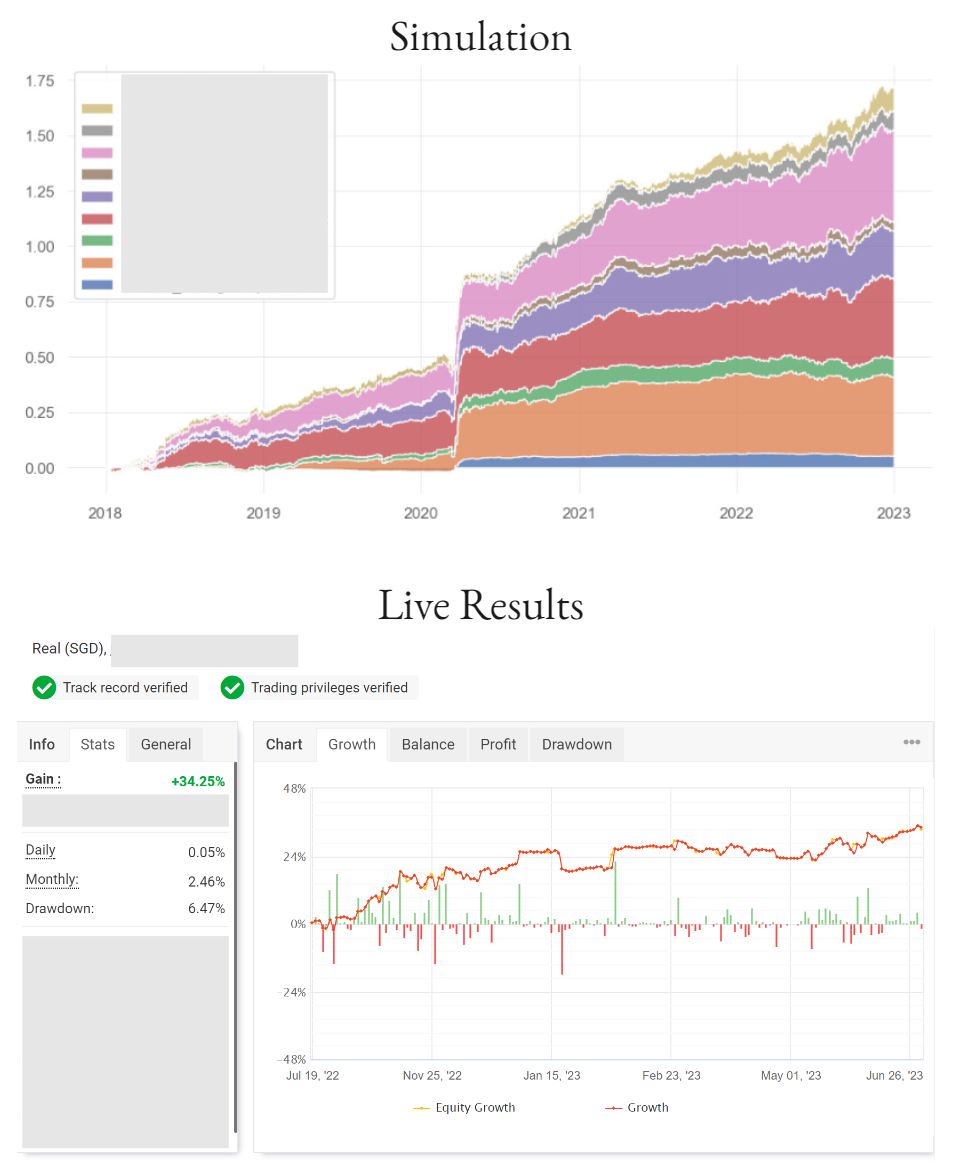 Simulation
1.75
1.50
1.25
1.00
0.75
0.50
0.25
0.00
2018 2019 2020 2021 2022 2023
Live Results
Real (SGD),
Track record verified Trading privileges verified
Info Stats General
Chart Growth Balance Profit Drawdown
Gain : +34.25%
Daily 0.05%
Monthly: 2.46%
Drawdown: 6.47%
48%
24%
0%
-24%
-48%
Jul 19, '22 Nov 25, '22 Jan 15, '23 Feb 23, '23 May 01, '23 Jun 26, '23
Equity Growth Growth